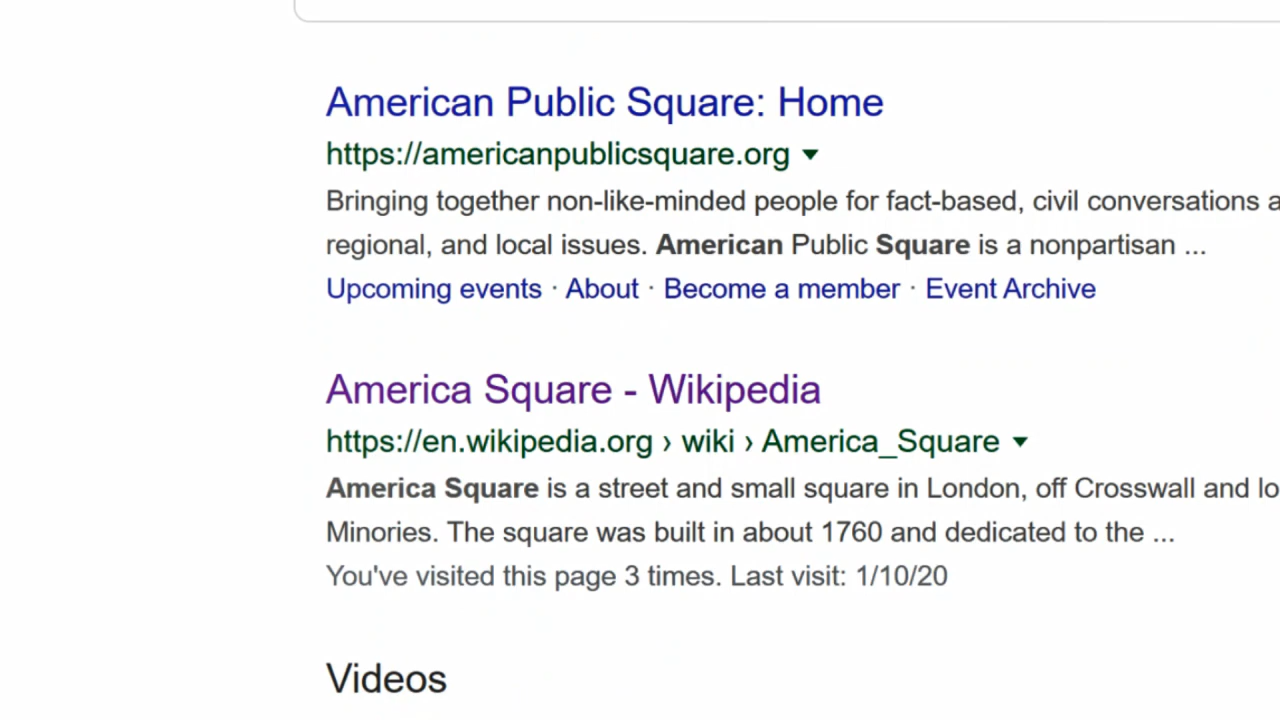 American Public Square: Home
https://americanpublicsquare.org
Bringing together non-like-minded people for fact-based, civil conversations a
regional, and local issues. American Public Square is a nonpartisan ...
Upcoming events · About · Become a member · Event Archive
America Square - Wikipedia
https://en.wikipedia.org › wiki › America_Square
America Square is a street and small square in London, off Crosswall and lo
Minories. The square was built in about 1760 and dedicated to the ...
You've visited this page 3 times. Last visit: 1/10/20
Videos